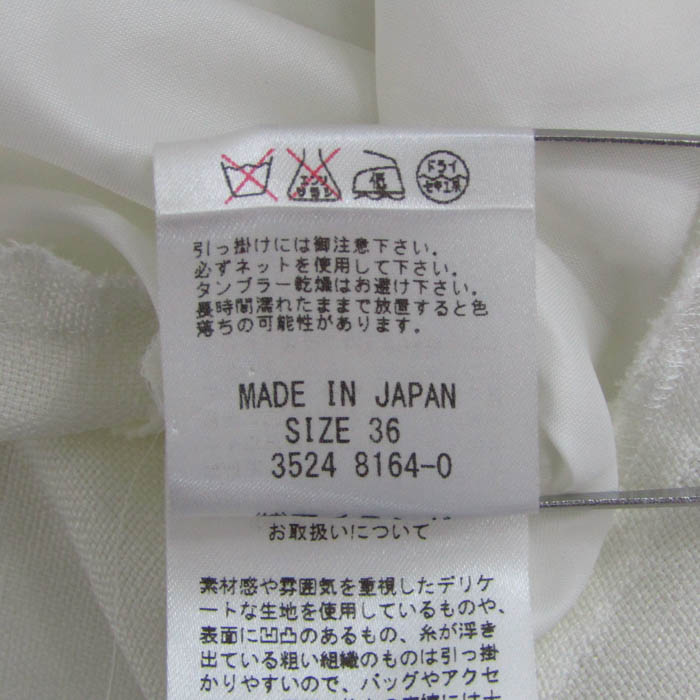 エンソ サラシ 低 ドライ
セキユ系
引っ掛けには御注意下さい。
必ずネットを使用して下さい。
タンブラー乾燥はお避け下さい。
長時間濡れたままで放置すると色
落ちの可能性があります。
MADE IN JAPAN
SIZE 36
3524 8164-0
お取扱いについて
素材感や雰囲気を重視したデリケ
ートな生地を使用しているものや、
表面に凹凸のあるもの、糸が浮き
出ている粗い組織のものは引っ掛
かりやすいので、バッグやアクセ